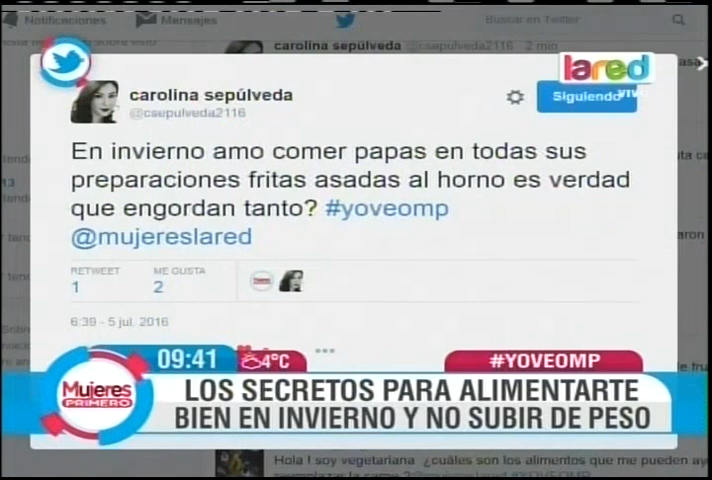 Notificaciones
Mensajes
Buscar en Twitter
carolina sepúlveda @csepulveda2116 · 2 min
lared
VIVO
carolina sepúlveda
@csepulveda2116
Siguiendo
En invierno amo comer papas en todas sus
preparaciones fritas asadas al horno es verdad
que engordan tanto? #yoveomp
@mujereslared
RETWEET
1
ME GUSTA
2
6:39 - 5 jul. 2016
09:41
4°C
#YOVEOMP
Mujeres
PRIMERO
LOS SECRETOS PARA ALIMENTARTE
BIEN EN INVIERNO Y NO SUBIR DE PESO
Hola ! soy vegetariana ¿cuáles son los alimentos que me pueden